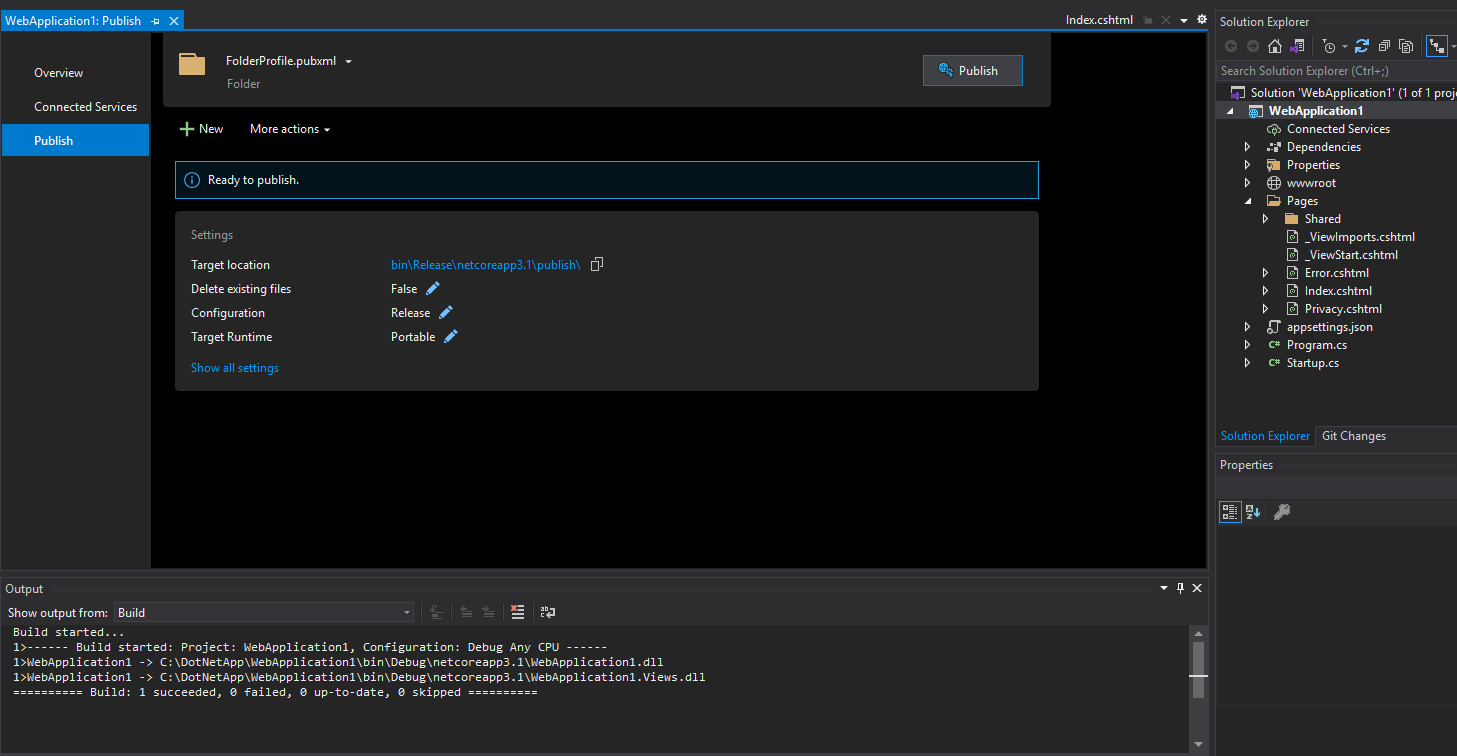 WebApplication1: Publish
Index.cshtml
Overview
Connected Services
Publish
FolderProfile.pubxml
Folder
Publish
New
More actions
Ready to publish.
Settings
Target location bin\Release\netcoreapp3.1\publish\
Delete existing files False
Configuration Release
Target Runtime Portable
Show all settings
Solution Explorer
Search Solution Explorer (Ctrl+;)
Solution 'WebApplication1' (1 of 1 proje
WebApplication1
Connected Services
Dependencies
Properties
wwwroot
Pages
Shared
_ViewImports.cshtml
_ViewStart.cshtml
Error.cshtml
Index.cshtml
Privacy.cshtml
appsettings.json
C# Program.cs
C# Startup.cs
Solution Explorer Git Changes
Properties
Output
Show output from: Build
Build started...
1>------ Build started: Project: WebApplication1, Configuration: Debug Any CPU ------
1>WebApplication1 -> C:\DotNetApp\WebApplication1\bin\Debug\netcoreapp3.1\WebApplication1.dll
1>WebApplication1 -> C:\DotNetApp\WebApplication1\bin\Debug\netcoreapp3.1\WebApplication1.Views.dll
========== Build: 1 succeeded, 0 failed, 0 up-to-date, 0 skipped ==========